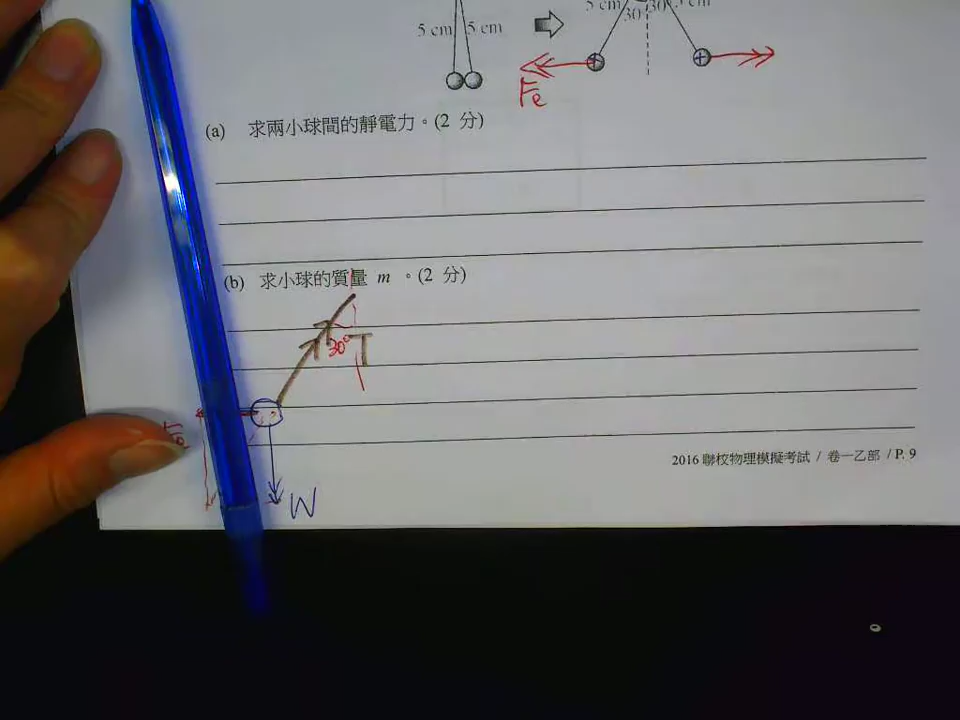 5 cm 5 cm 5 cm 30° 30° 5 cm
Fe
(a) 求兩小球間的靜電力。(2 分)
(b) 求小球的質量 m 。(2 分)
30°
T
W
2016 聯校物理模擬考試 / 卷一乙部 / P. 9